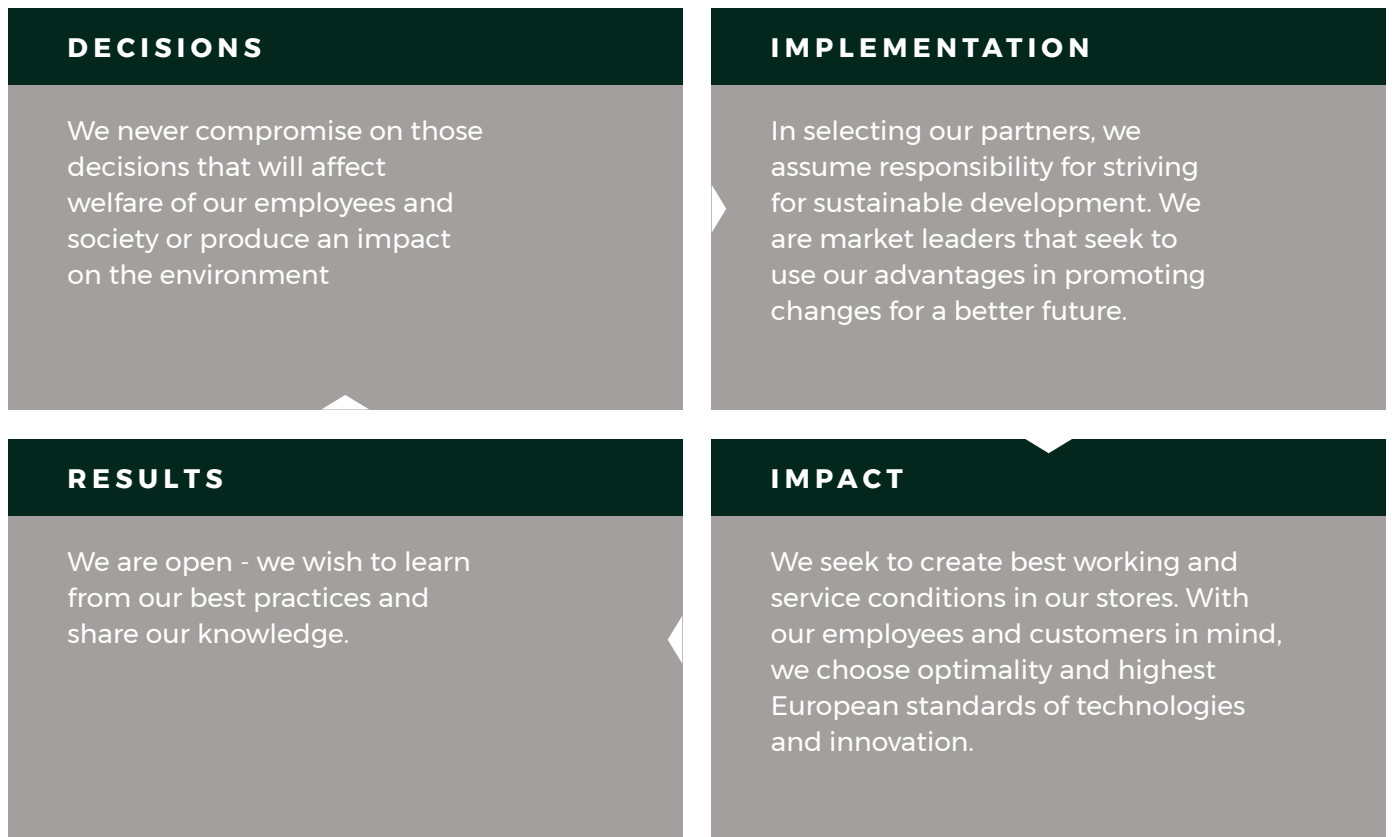 DECISIONS
We never compromise on those
decisions that will affect
welfare of our employees and
society or produce an impact
on the environment
IMPLEMENTATION
In selecting our partners, we
assume responsibility for striving
for sustainable development. We
are market leaders that seek to
use our advantages in promoting
changes for a better future.
RESULTS
We are open - we wish to learn
from our best practices and
share our knowledge.
IMPACT
We seek to create best working and
service conditions in our stores. With
our employees and customers in mind,
we choose optimality and highest
European standards of technologies
and innovation.